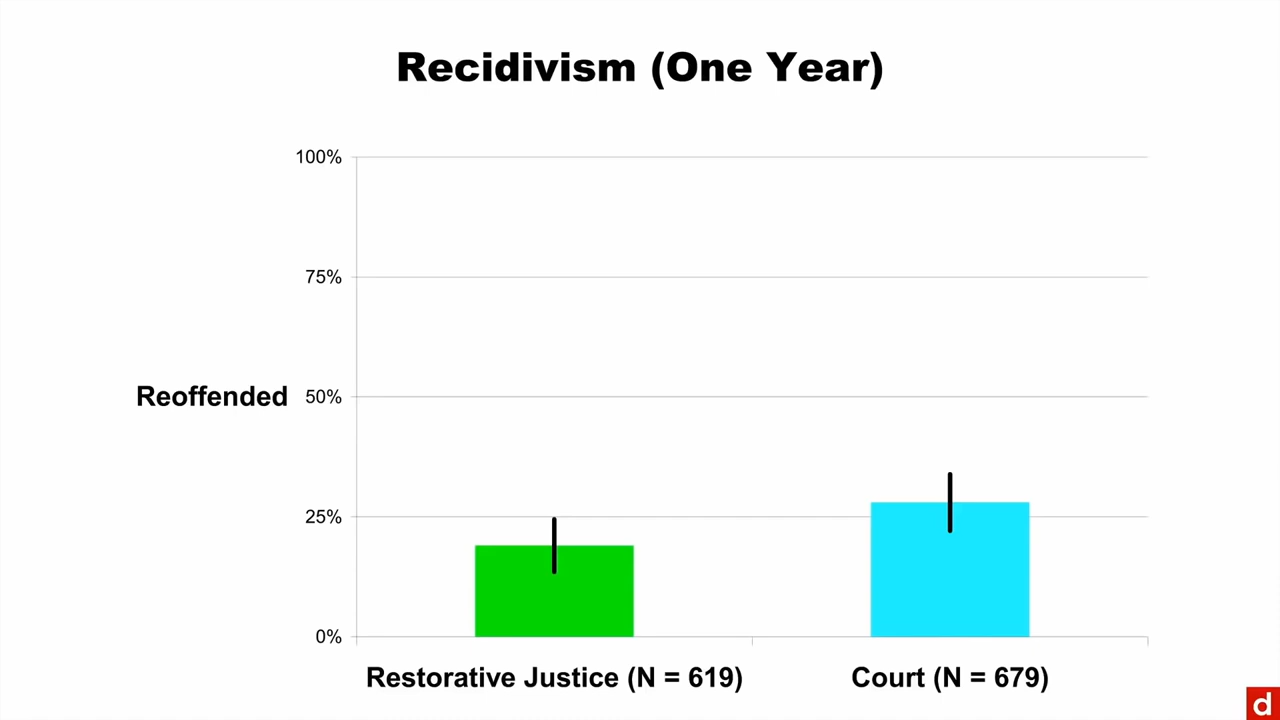 Recidivism (One Year)
100%
75%
Reoffended 50%
25%
0%
Restorative Justice (N = 619) Court (N = 679)
d